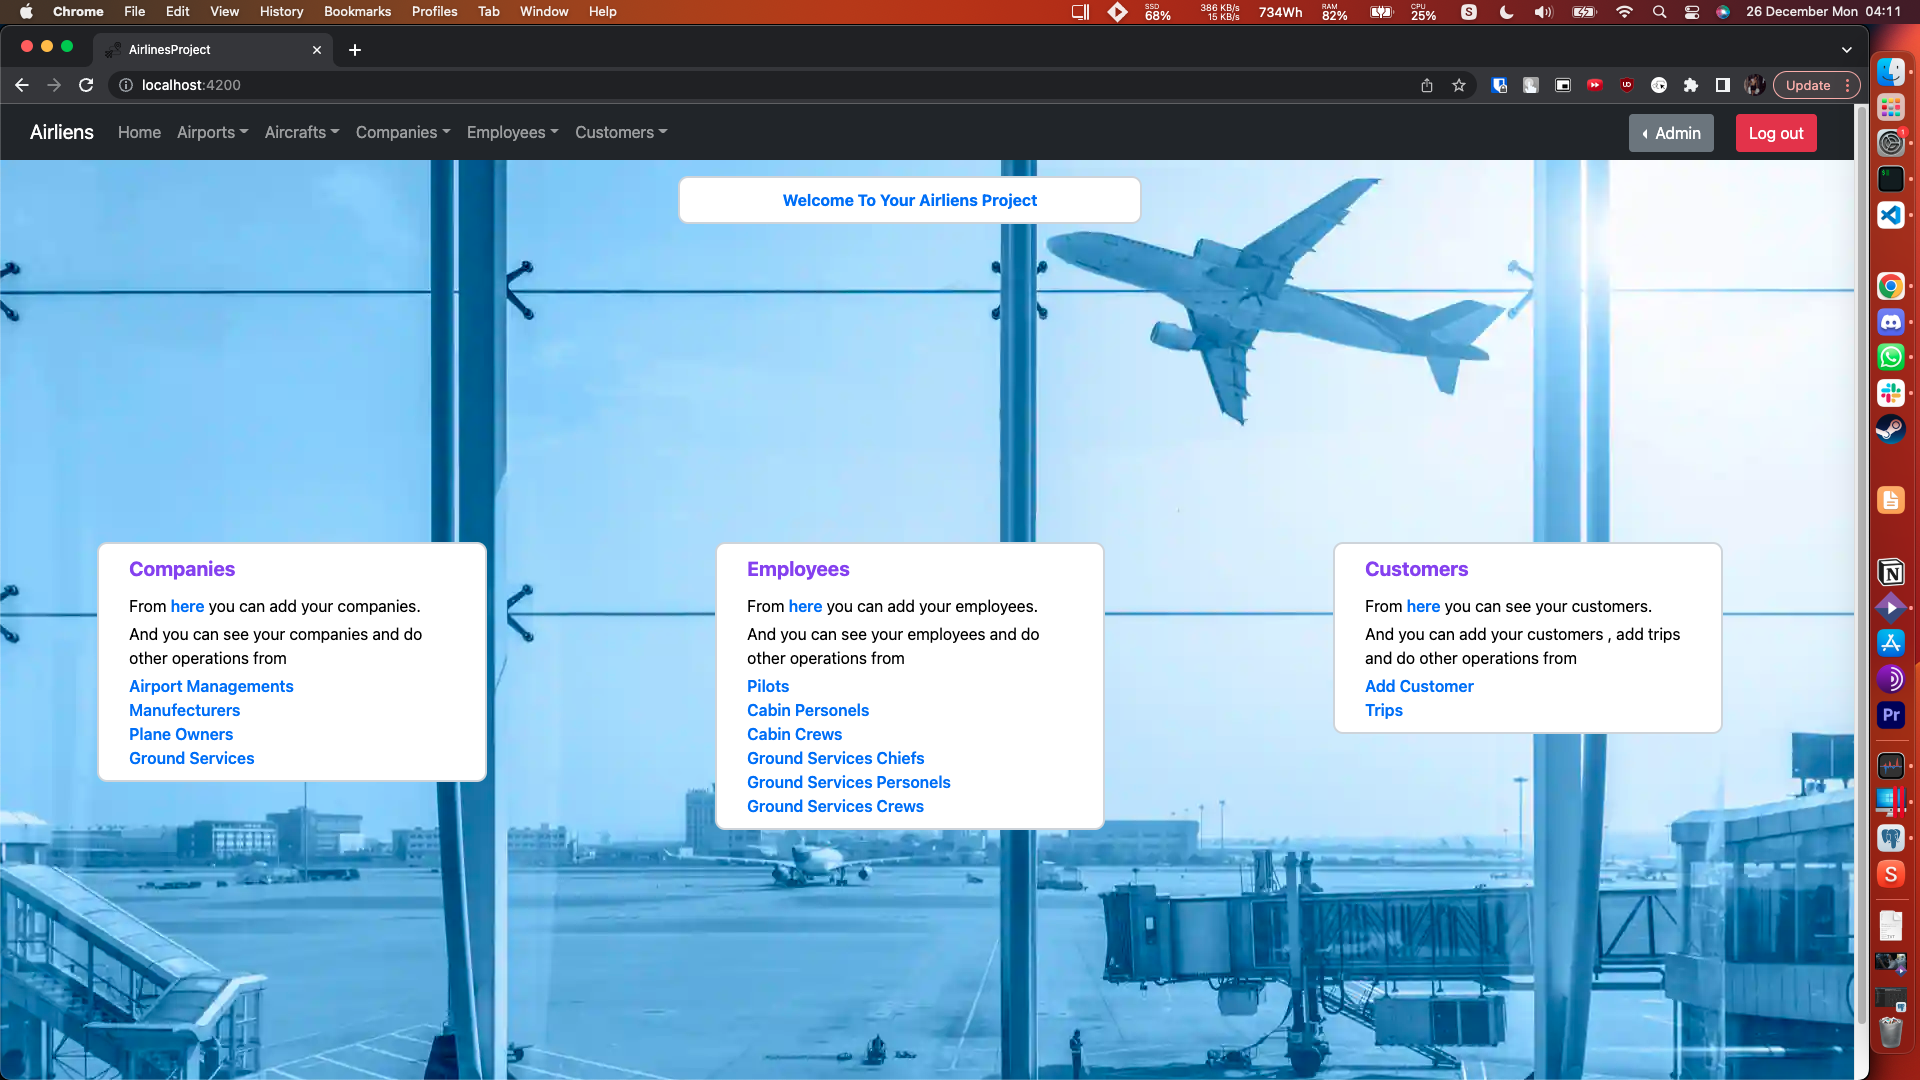 Chrome File Edit View History Bookmarks Profiles Tab Window Help SSD 68% 386 KB/s 15 KB/s 734Wh RAM 82% CPU 25% S 26 December Mon 04:11
AirlinesProject
localhost:4200 Update
Airliens Home Airports Aircrafts Companies Employees Customers Admin Log out
Welcome To Your Airliens Project
Companies
From here you can add your companies.
And you can see your companies and do
other operations from
Airport Managements
Manufecturers
Plane Owners
Ground Services
Employees
From here you can add your employees.
And you can see your employees and do
other operations from
Pilots
Cabin Personels
Cabin Crews
Ground Services Chiefs
Ground Services Personels
Ground Services Crews
Customers
From here you can see your customers.
And you can add your customers , add trips
and do other operations from
Add Customer
Trips
Pr
S